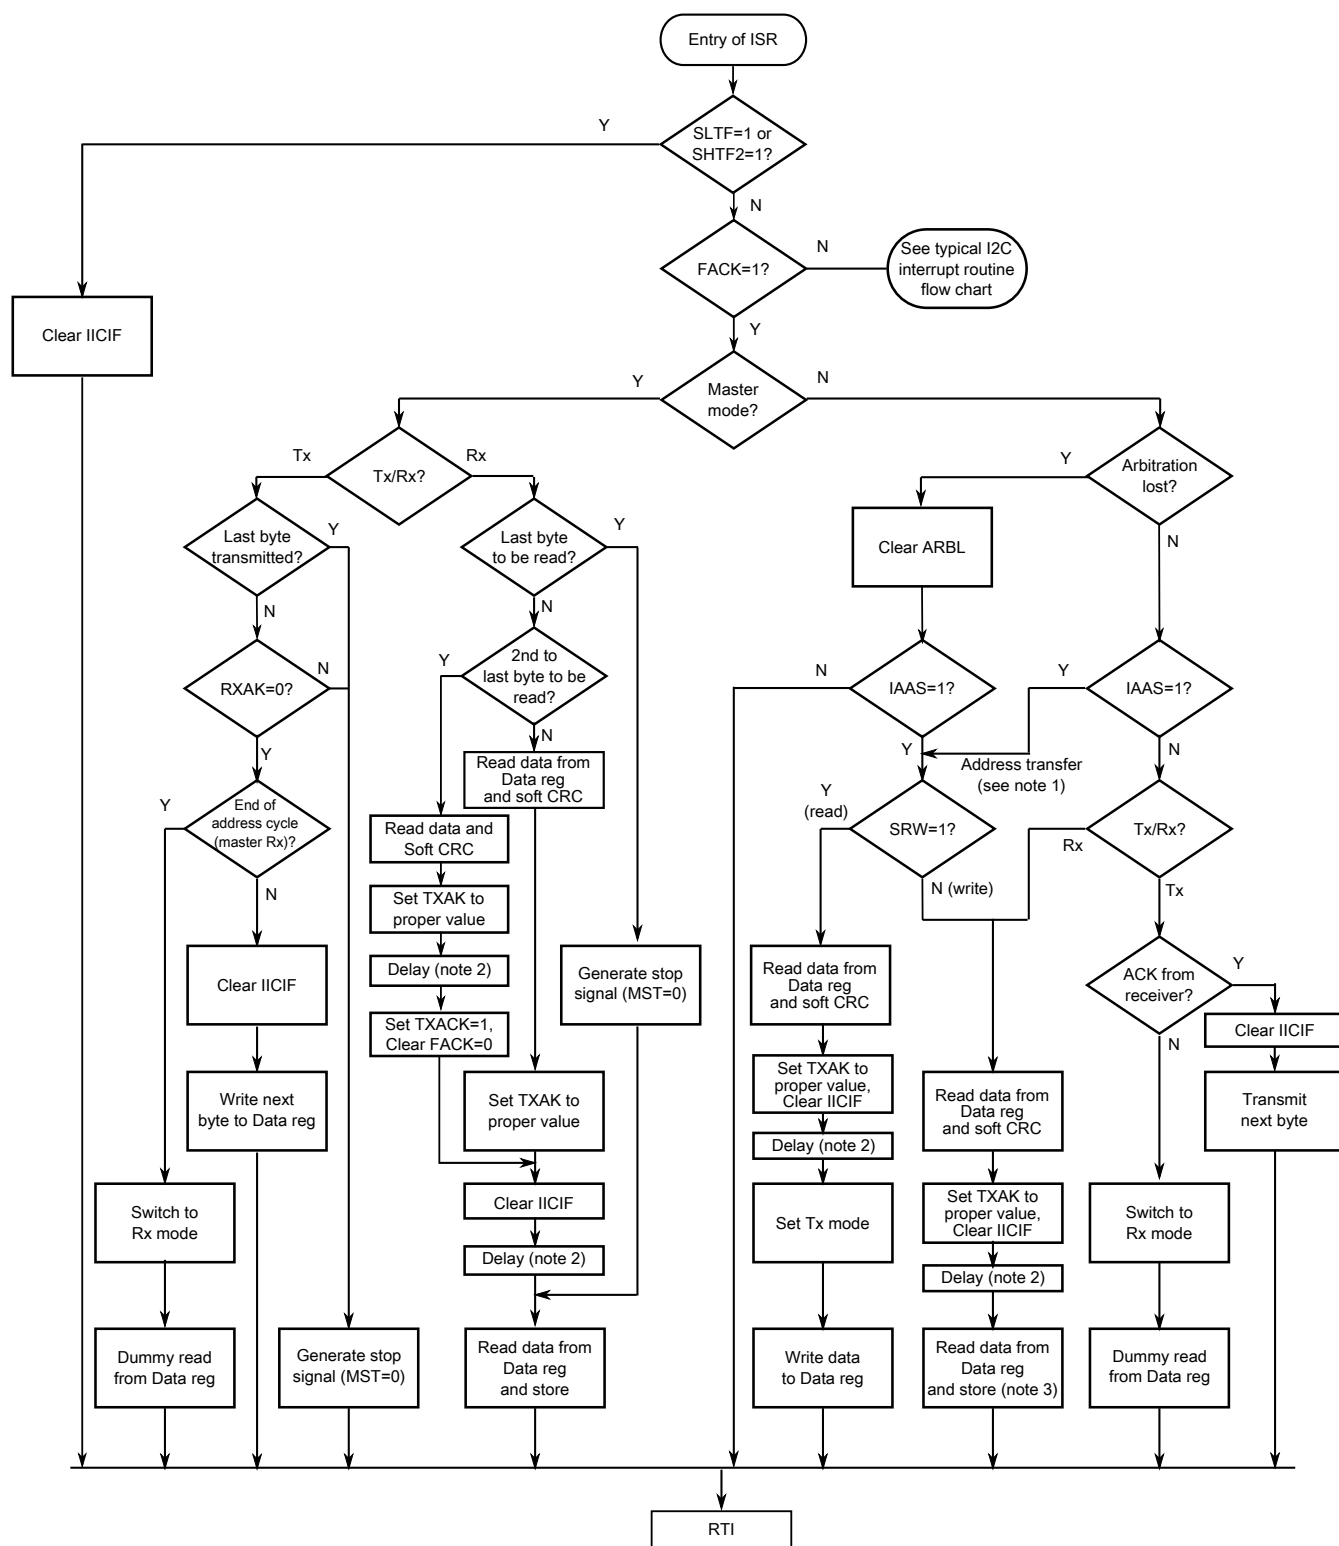 Entry of ISR
Y
SLTF=1 or
SHTF2=1?
N
FACK=1?
N
See typical I2C
interrupt routine
flow chart
Clear IICIF
Y
Y
Master
mode?
N
Tx
Tx/Rx?
Rx
Y
Arbitration
lost?
Last byte
transmitted?
Y
Last byte
to be read?
Y
Clear ARBL
N
N
N
RXAK=0?
N
Y
2nd to
last byte to be
read?
N
IAAS=1?
Y
IAAS=1?
Y
N
Read data from
Data reg
and soft CRC
Y
Address transfer
(see note 1)
N
Y
End of
address cycle
(master Rx)?
Read data and
Soft CRC
Y
(read)
SRW=1?
Rx
Tx/Rx?
N
Set TXAK to
proper value
N (write)
Tx
Clear IICIF
Delay (note 2)
Generate stop
signal (MST=0)
Read data from
Data reg
and soft CRC
ACK from
receiver?
Y
Set TXACK=1,
Clear FACK=0
Clear IICIF
N
Write next
byte to Data reg
Set TXAK to
proper value
Set TXAK to
proper value,
Clear IICIF
Read data from
Data reg
and soft CRC
Transmit
next byte
Delay (note 2)
Switch to
Rx mode
Clear IICIF
Set Tx mode
Set TXAK to
proper value,
Clear IICIF
Switch to
Rx mode
Delay (note 2)
Delay (note 2)
Dummy read
from Data reg
Generate stop
signal (MST=0)
Read data from
Data reg
and store
Write data
to Data reg
Read data from
Data reg
and store (note 3)
Dummy read
from Data reg
RTI